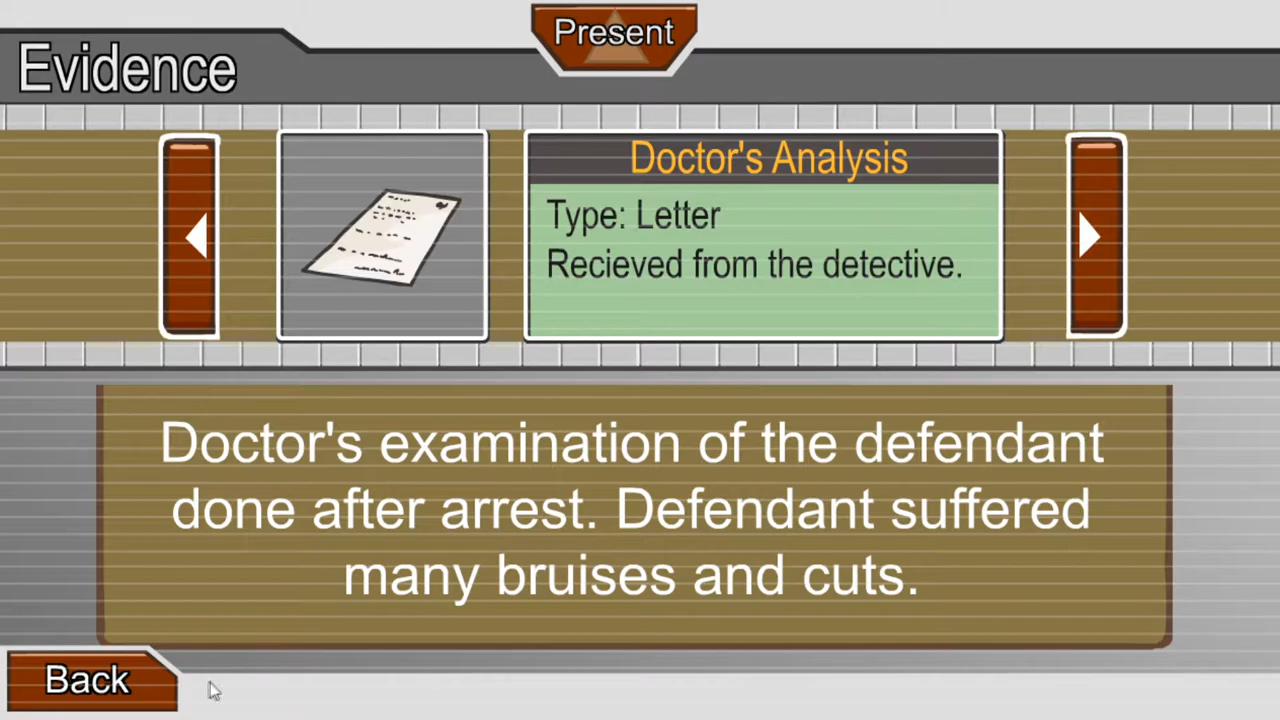 Present
Evidence
Doctor's Analysis
Type: Letter
Recieved from the detective.
Doctor's examination of the defendant
done after arrest. Defendant suffered
many bruises and cuts.
Back